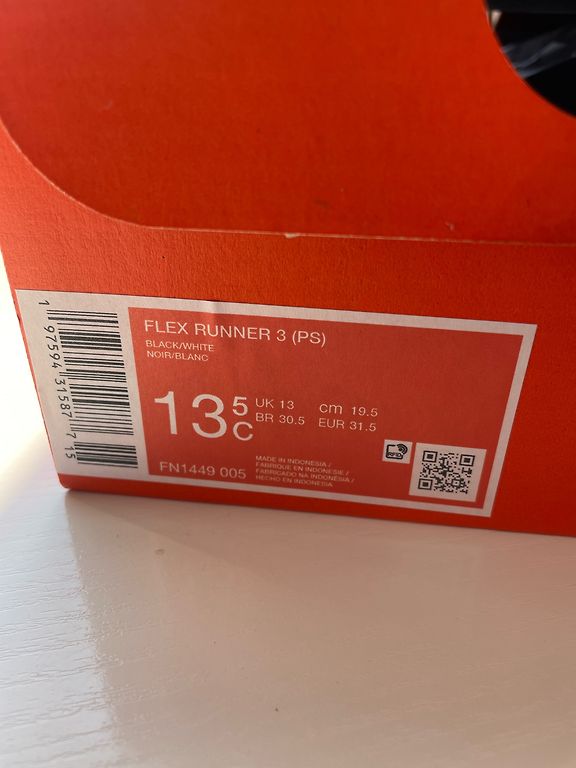 1 97594 31587 7 15
FLEX RUNNER 3 (PS)
BLACK/WHITE
NOIR/BLANC
13 5 C
UK 13 cm 19.5
BR 30.5 EUR 31.5
FN1449 005
MADE IN INDONESIA /
FABRIQUE EN INDONESIE /
FABRICADO NA INDONÉSIA /
HECHO EN INDONESIA